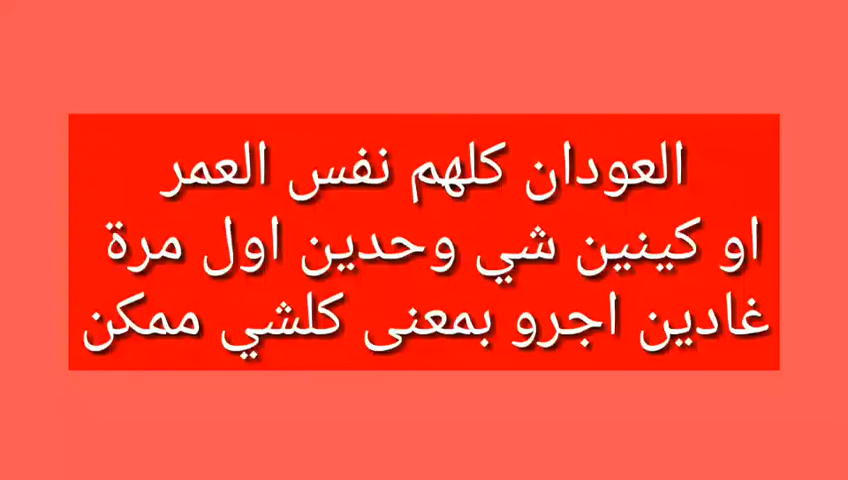 العودان كلهم نفس العمر
او كينين شي وحدين اول مرة
غادين اجرو بمعنى كلشي ممكن